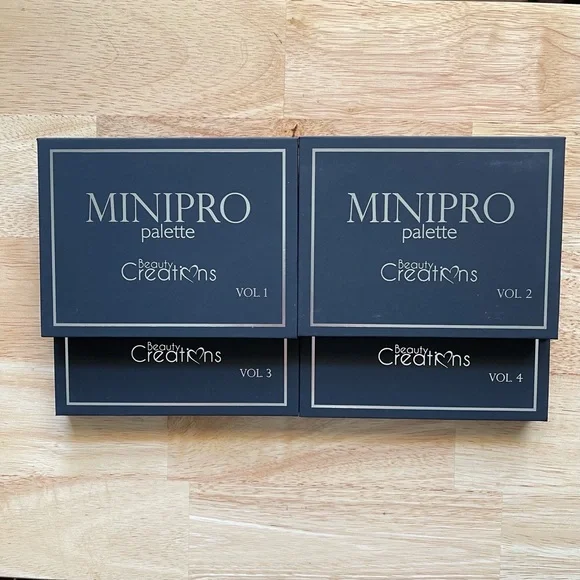 MINIPRO
palette
Beauty
Creations
VOL 1
MINIPRO
palette
Beauty
Creations
VOL 2
Beauty
Creations
VOL 3
Beauty
Creations
VOL 4